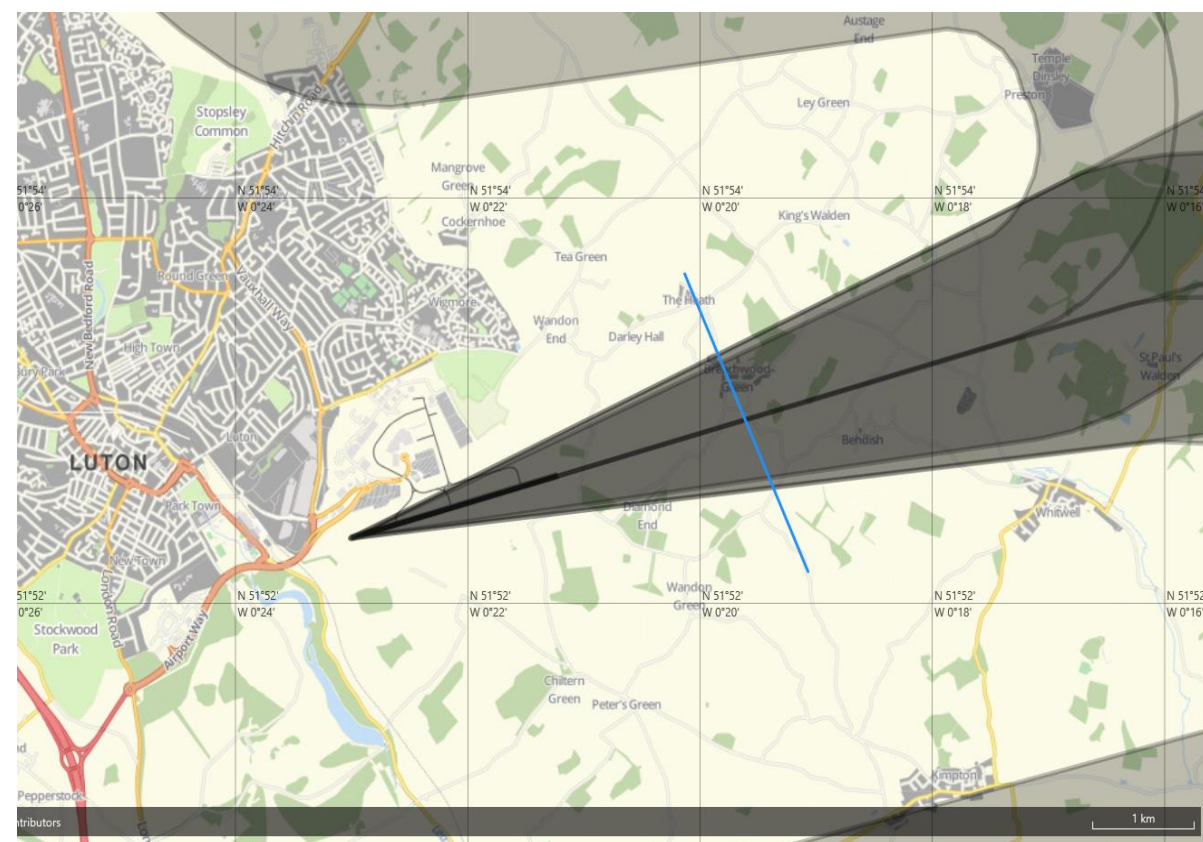 Austage
End
Temple
Dinsley
Preston
Stopsley
Common
Hitchin Road
Ley Green
Mangrove
Green
51°54'
0°26'
N 51°54'
W 0°24'
N 51°54'
W 0°22'
N 51°54'
W 0°20'
N 51°54'
W 0°18'
N 51°54
W 0°16'
Cockernhoe
King's Walden
Tea Green
Round Green
Vauxhall Way
New Bedford Road
Wigmore
The Heath
Wandon
End
Darley Hall
High Town
Bury Park
Breachwood
Green
St Paul's
Walden
Luton
LUTON
Bendish
Park Town
Diamond
End
Whitwell
New Town
London Road
Wandon
Green
51°52'
0°26'
N 51°52'
W 0°24'
N 51°52'
W 0°22'
N 51°52'
W 0°20'
N 51°52'
W 0°18'
N 51°52
W 0°16'
Stockwood
Park
Airport Way
Chiltern
Green
Peter's Green
Kimpton
Pepperstock
ntributors
1 km